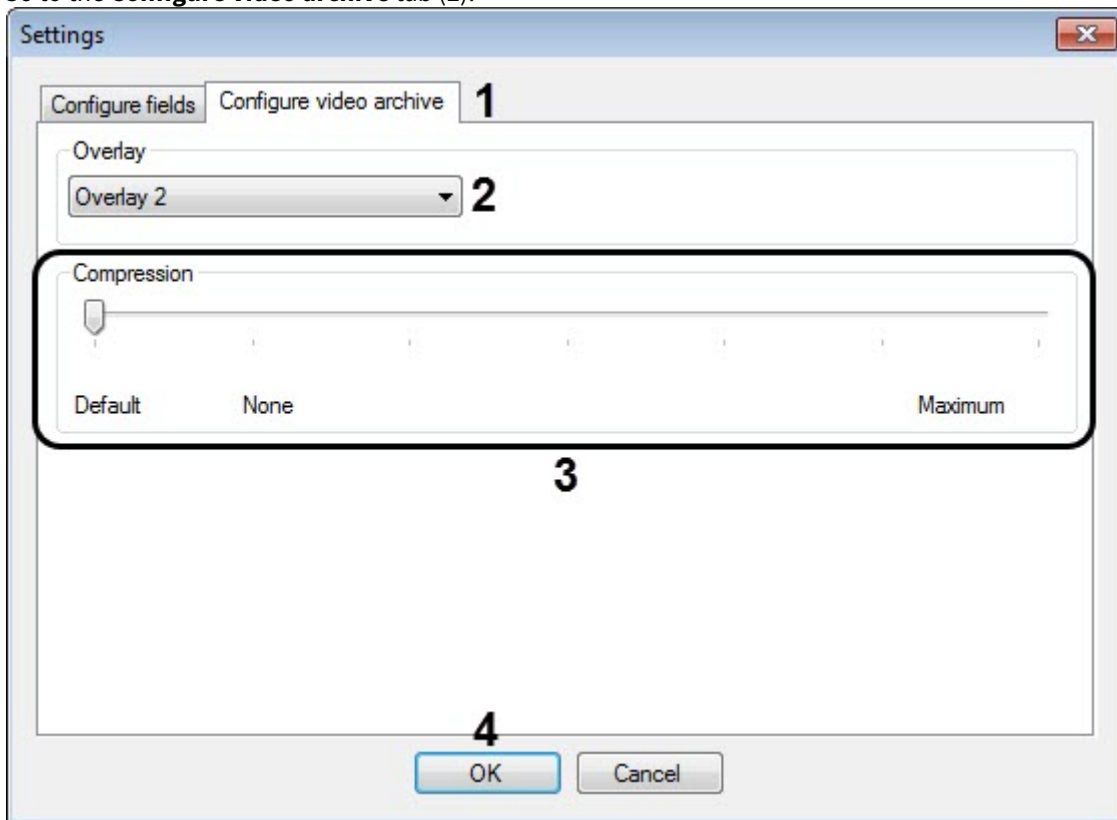 Go to the Configure video archive tab (1).
Settings
Configure fields Configure video archive 1
Overlay
Overlay 2 2
Compression
Default None Maximum
3
4
OK Cancel